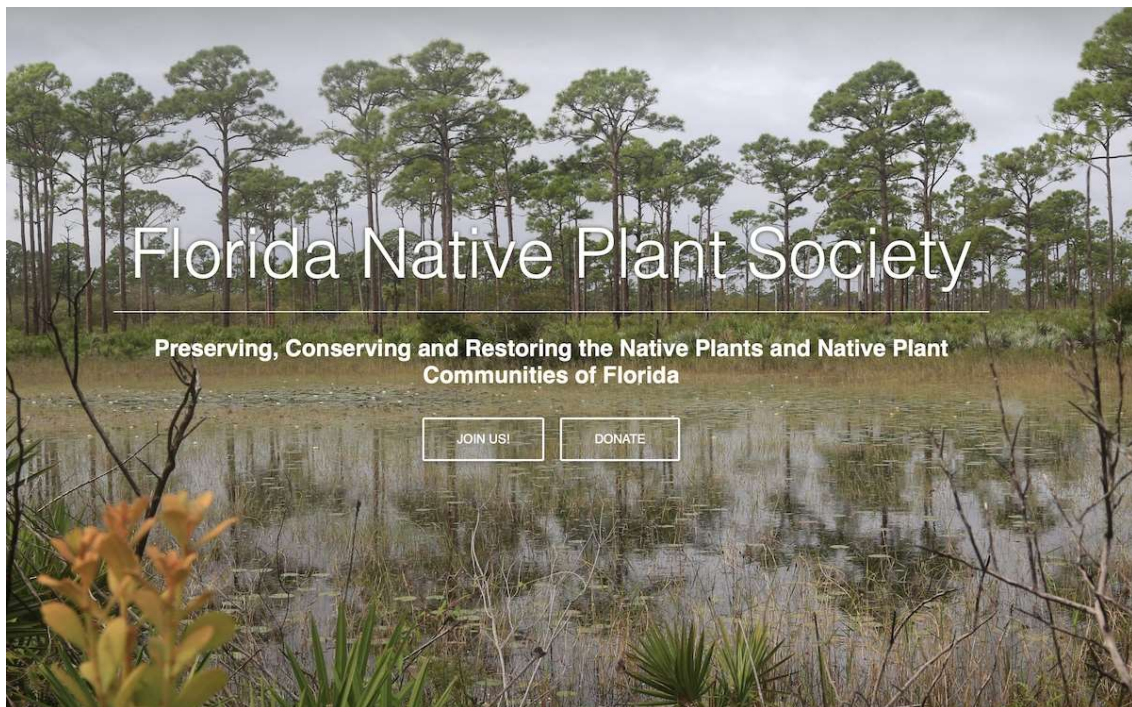 Florida Native Plant Society
Preserving, Conserving and Restoring the Native Plants and Native Plant
Communities of Florida
JOIN US!
DONATE